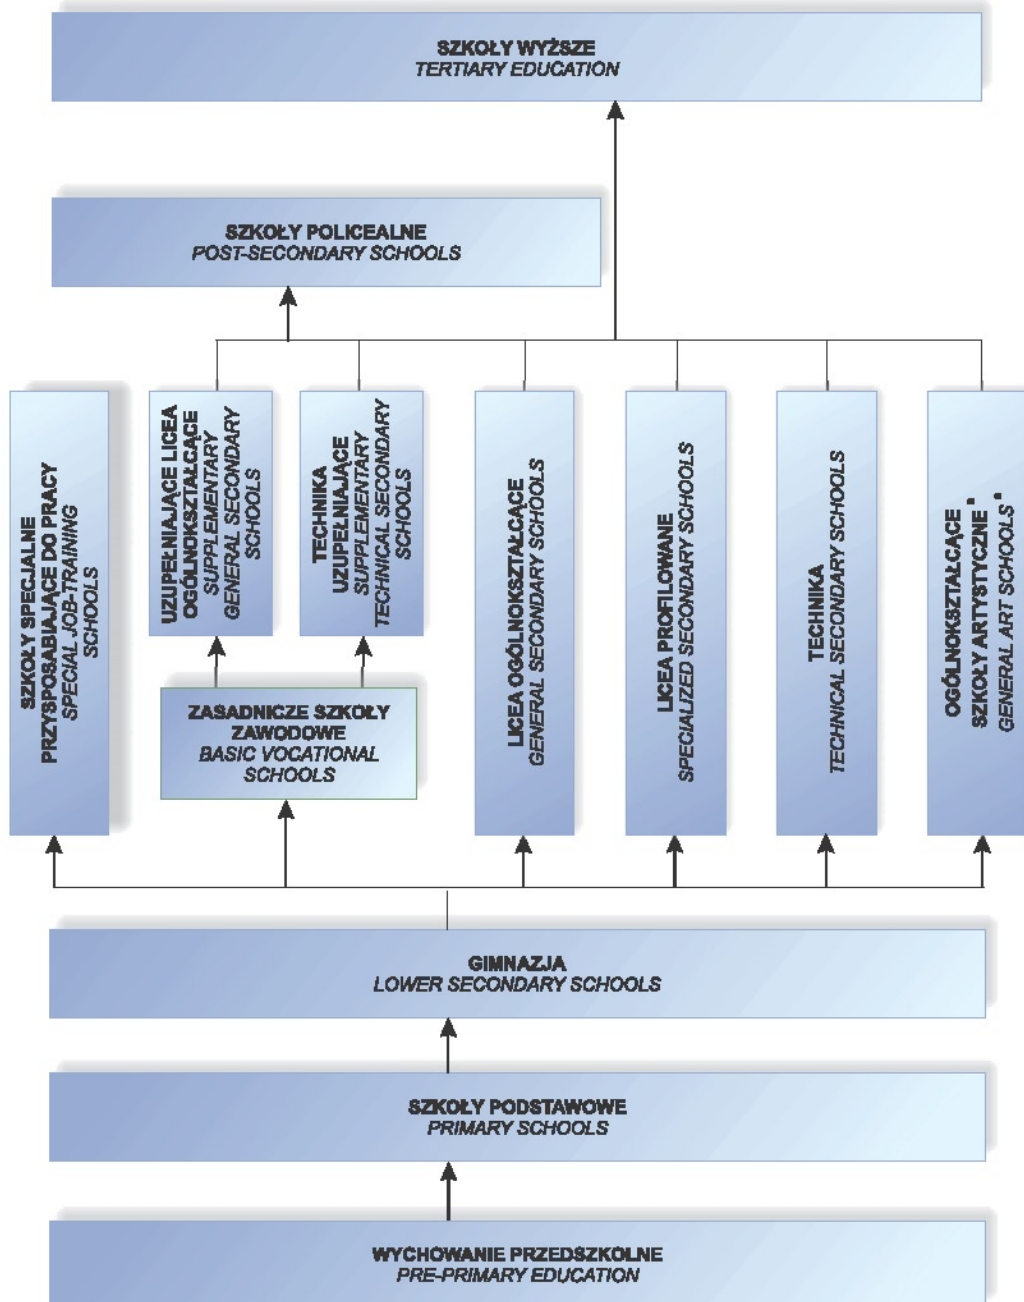 SZKOŁY WYŻSZE
TERTIARY EDUCATION
SZKOŁY POLICEALNE
POST-SECONDARY SCHOOLS
SZKOŁY SPECJALNE
PRZYSPOSABIAJĄCE DO PRACY
SPECIAL JOB-TRAINING
SCHOOLS
UZUPEŁNIAJĄCE LICEA
OGÓLNOKSZTAŁCĄCE
SUPPLEMENTARY
GENERAL SECONDARY
SCHOOLS
TECHNIKA
UZUPEŁNIAJĄCE
SUPPLEMENTARY
TECHNICAL SECONDARY
SCHOOLS
ZASADNICZE SZKOŁY
ZAWODOWE
BASIC VOCATIONAL
SCHOOLS
LICEA OGÓLNOKSZTAŁCĄCE
GENERAL SECONDARY SCHOOLS
LICEA PROFILOWANE
SPECIALIZED SECONDARY SCHOOLS
TECHNIKA
TECHNICAL SECONDARY SCHOOLS
OGÓLNOKSZTAŁCĄCE
SZKOŁY ARTYSTYCZNE ª
GENERAL ART SCHOOLS ª
GIMNAZJA
LOWER SECONDARY SCHOOLS
SZKOŁY PODSTAWOWE
PRIMARY SCHOOLS
WYCHOWANIE PRZEDSZKOLNE
PRE-PRIMARY EDUCATION